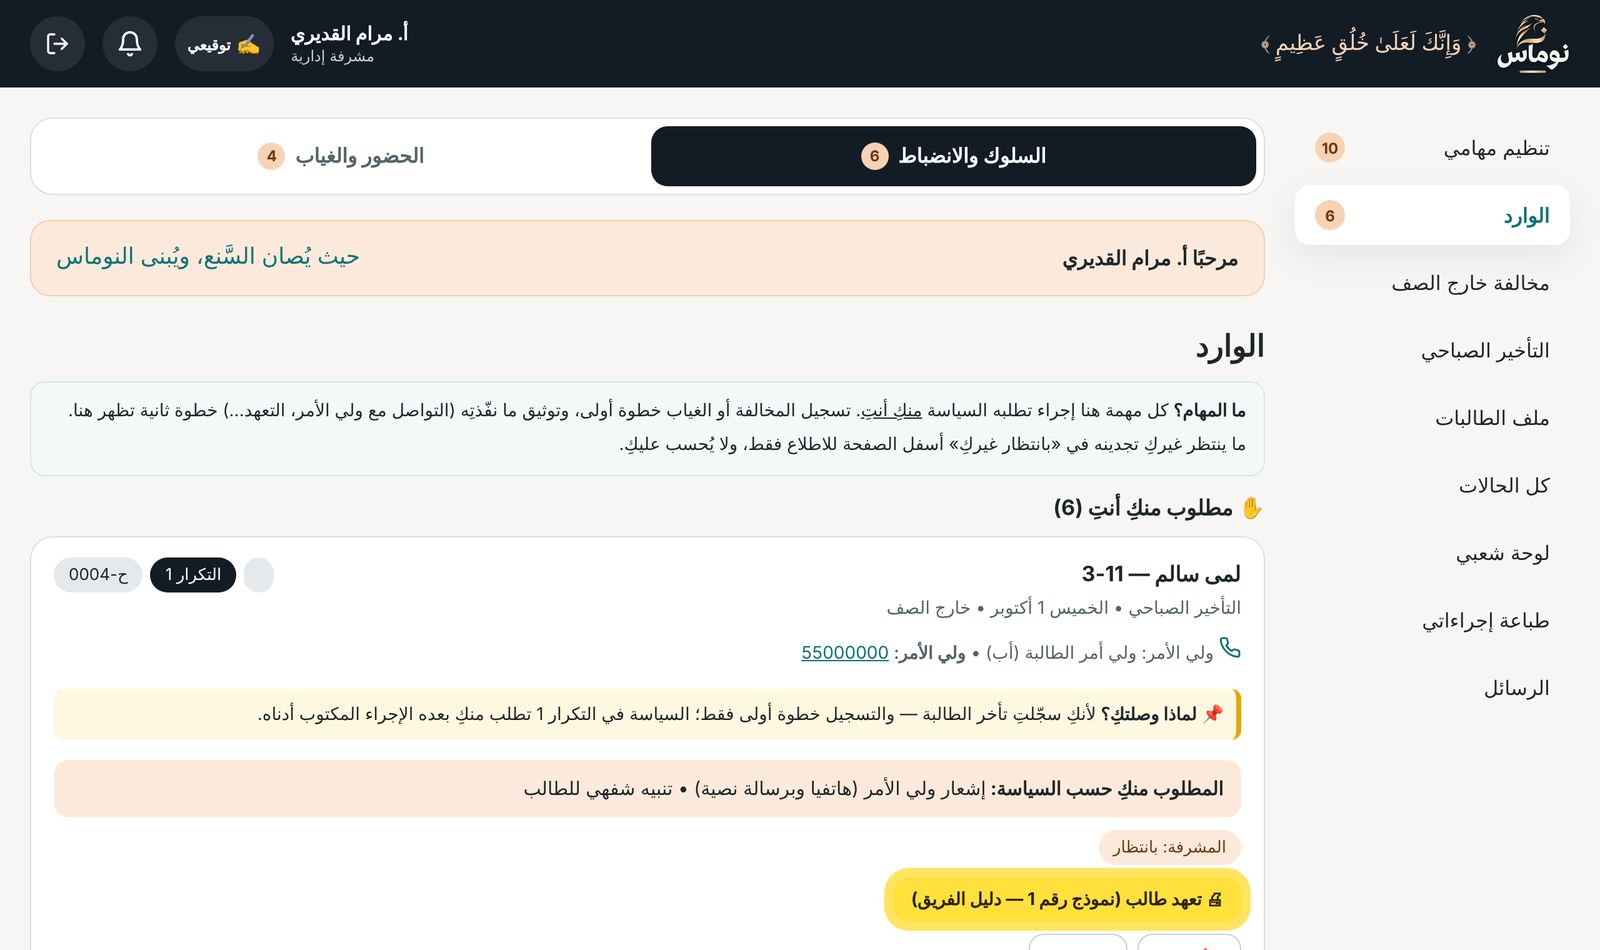 نوماس
﴿ وَإِنَّكَ لَعَلَىٰ خُلُقٍ عَظِيمٍ ﴾
أ. مرام القديري
مشرفة إدارية
✍️ توقيعي
تنظيم مهامي 10
الوارد 6
مخالفة خارج الصف
التأخير الصباحي
ملف الطالبات
كل الحالات
لوحة شعبي
طباعة إجراءاتي
الرسائل
السلوك والانضباط 6
الحضور والغياب 4
مرحبًا أ. مرام القديري
حيث يُصان السَّنع، ويُبنى النوماس
الوارد
ما المهام؟ كل مهمة هنا إجراء تطلبه السياسة منكِ أنتِ. تسجيل المخالفة أو الغياب خطوة أولى، وتوثيق ما نفّذتِه (التواصل مع ولي الأمر، التعهد...) خطوة ثانية تظهر هنا.
ما ينتظر غيركِ تجدينه في «بانتظار غيركِ» أسفل الصفحة للاطلاع فقط، ولا يُحسب عليكِ.
✋ مطلوب منكِ أنتِ (6)
لمى سالم — 11-3
التكرار 1
ح-0004
التأخير الصباحي • الخميس 1 أكتوبر • خارج الصف
ولي الأمر: ولي أمر الطالبة (أب) • ولي الأمر: 55000000
📌 لماذا وصلتكِ؟ لأنكِ سجّلتِ تأخر الطالبة — والتسجيل خطوة أولى فقط؛ السياسة في التكرار 1 تطلب منكِ بعده الإجراء المكتوب أدناه.
المطلوب منكِ حسب السياسة: إشعار ولي الأمر (هاتفيا وبرسالة نصية) • تنبيه شفهي للطالب
المشرفة: بانتظار
🖨 تعهد طالب (نموذج رقم 1 — دليل الفريق)